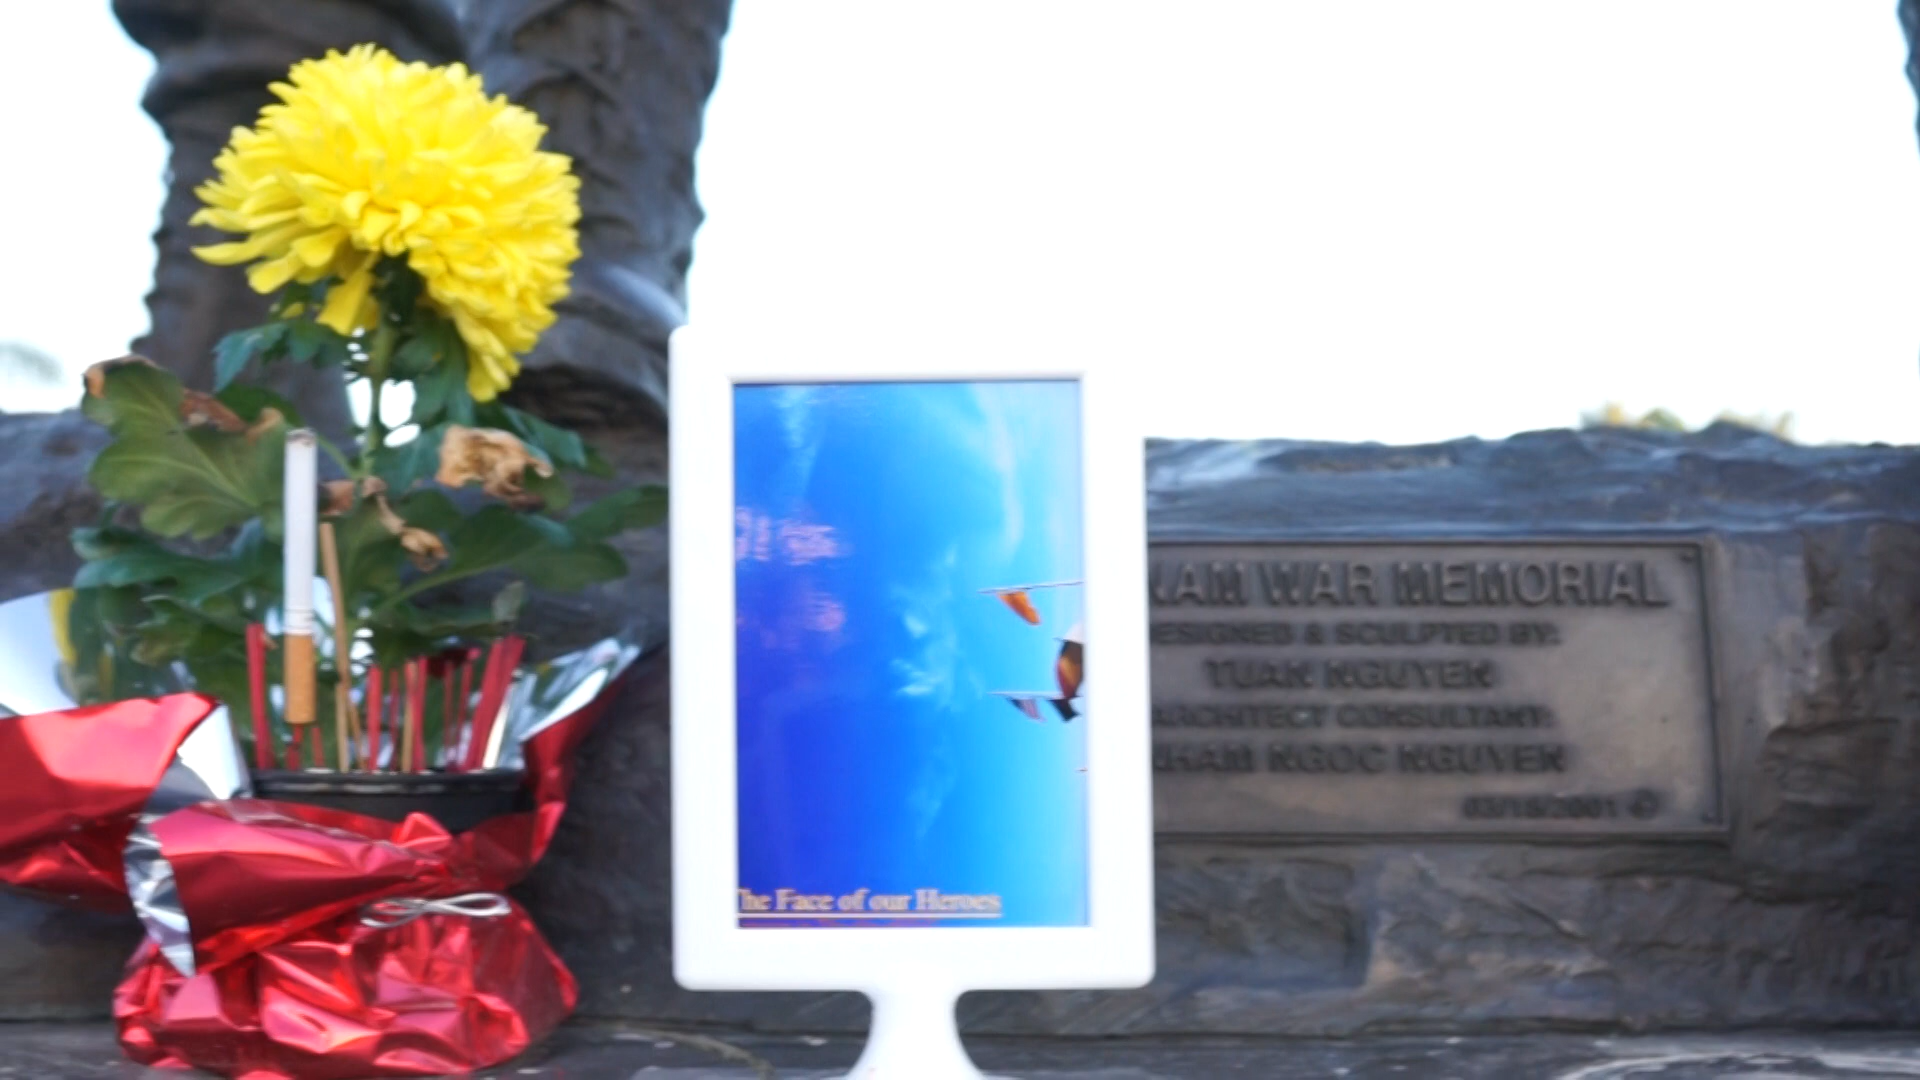 The Face of our Heroes
NAM WAR MEMORIAL
DESIGNED & SCULPTED BY:
TUAN NGUYEN
ARCHITECT CONSULTANT:
NGOC NGUYEN